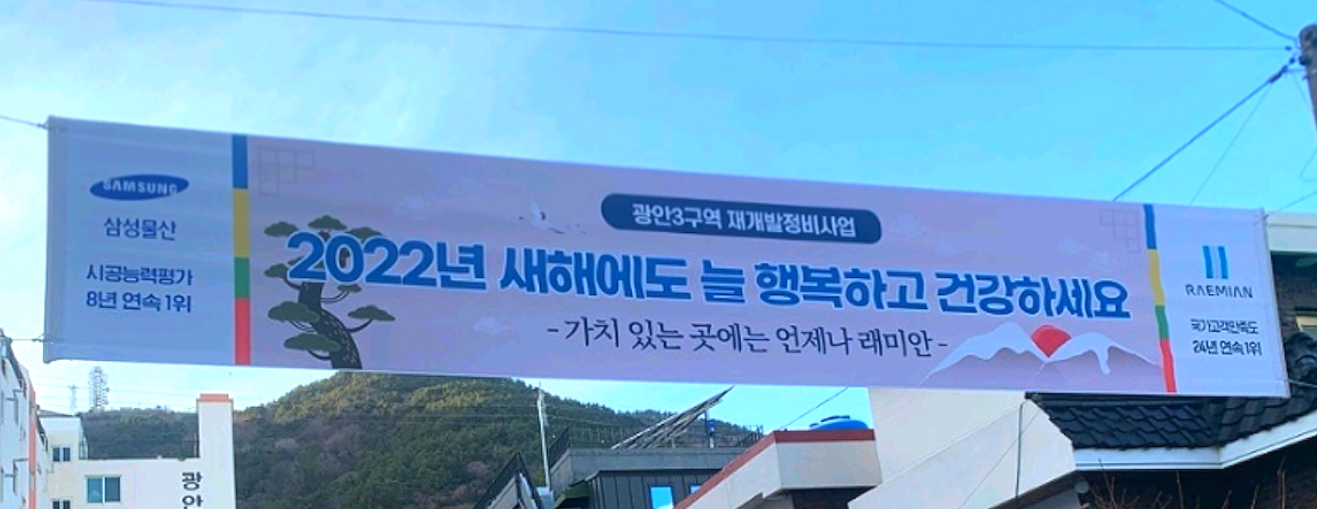 SAMSUNG
삼성물산
시공능력평가
8년 연속 1위
광안3구역 재개발정비사업
2022년 새해에도 늘 행복하고 건강하세요
- 가치 있는 곳에는 언제나 래미안 -
RAEMIAN
국가고객만족도
24년 연속 1위
광안